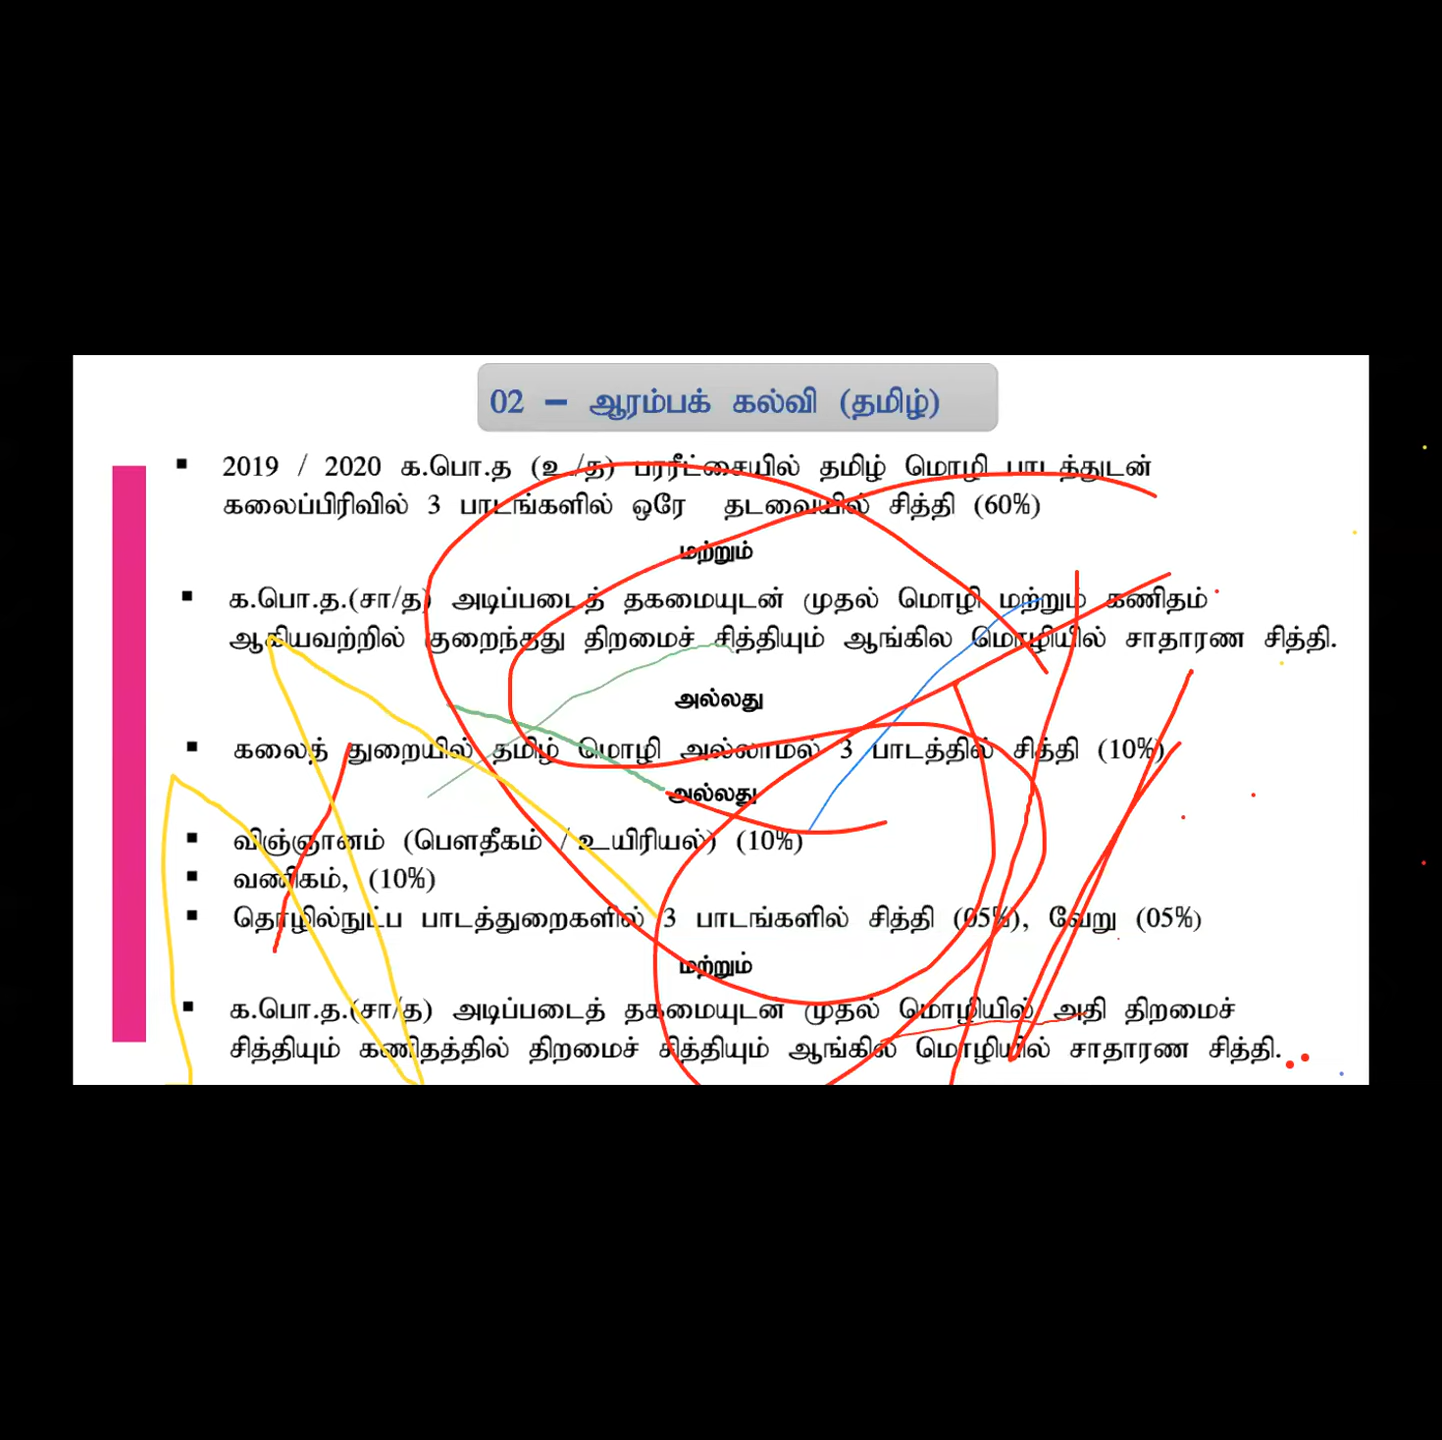 02 – ஆரம்பக் கல்வி (தமிழ்)
▪ 2019 / 2020 க.பொ.த (உ/த) பரீட்சையில் தமிழ் மொழி பாடத்துடன்
கலைப்பிரிவில் 3 பாடங்களில் ஒரே தடவையில் சித்தி (60%)
மற்றும்
▪ க.பொ.த.(சா/த) அடிப்படைத் தகமையுடன் முதல் மொழி மற்றும் கணிதம்
ஆகியவற்றில் குறைந்தது திறமைச் சித்தியும் ஆங்கில மொழியில் சாதாரண சித்தி.
அல்லது
▪ கலைத் துறையில் தமிழ் மொழி அல்லாமல் 3 பாடத்தில் சித்தி (10%)
அல்லது
▪ விஞ்ஞானம் (பௌதீகம் / உயிரியல்) (10%)
▪ வணிகம், (10%)
▪ தொழில்நுட்ப பாடத்துறைகளில் 3 பாடங்களில் சித்தி (05%), வேறு (05%)
மற்றும்
▪ க.பொ.த.(சா/த) அடிப்படைத் தகமையுடன் முதல் மொழியில் அதி திறமைச்
சித்தியும் கணிதத்தில் திறமைச் சித்தியும் ஆங்கில் மொழியில் சாதாரண சித்தி.